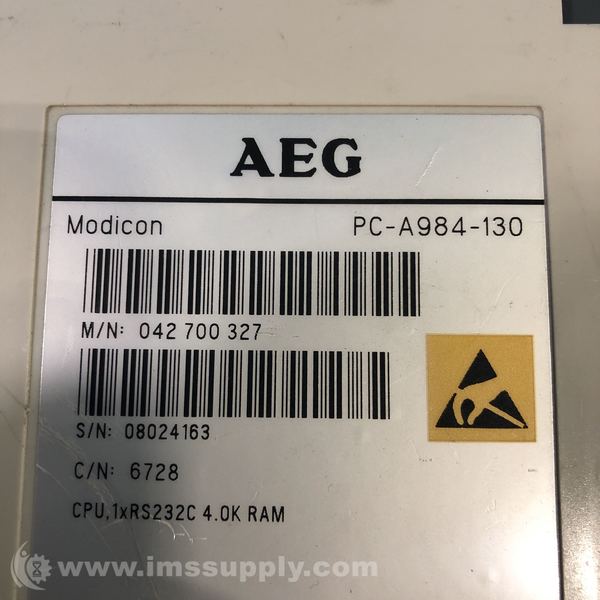 AEG
Modicon PC-A984-130
M/N: 042 700 327
S/N: 08024163
C/N: 6728
CPU,1xRS232C 4.0K RAM
www.imssupply.com